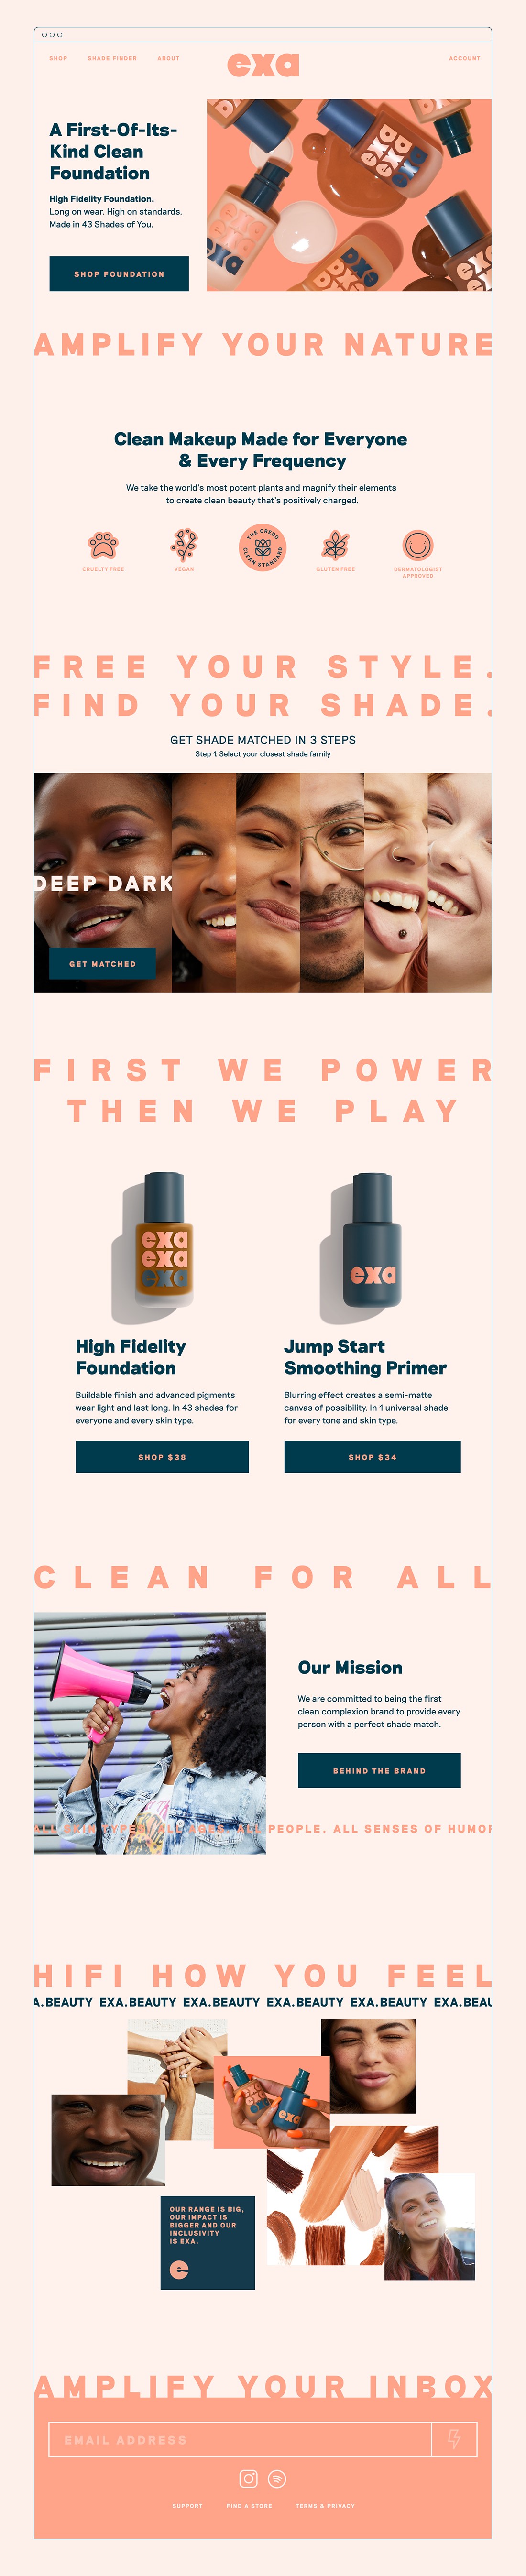 SHOP SHADE FINDER ABOUT exa ACCOUNT
A First-Of-Its-
Kind Clean
Foundation
High Fidelity Foundation.
Long on wear. High on standards.
Made in 43 Shades of You.
SHOP FOUNDATION
exa
exa
exa
AMPLIFY YOUR NATURE
Clean Makeup Made for Everyone
& Every Frequency
We take the world's most potent plants and magnify their elements
to create clean beauty that's positively charged.
THE CREDO
CLEAN STANDARD
CRUELTY FREE VEGAN GLUTEN FREE DERMATOLOGIST
APPROVED
FREE YOUR STYLE.
FIND YOUR SHADE.
GET SHADE MATCHED IN 3 STEPS
Step 1: Select your closest shade family
DEEP DARK
GET MATCHED
FIRST WE POWER
THEN WE PLAY
exa
exa
exa
exa
High Fidelity
Foundation
Buildable finish and advanced pigments
wear light and last long. In 43 shades for
everyone and every skin type.
SHOP $38
Jump Start
Smoothing Primer
Blurring effect creates a semi-matte
canvas of possibility. In 1 universal shade
for every tone and skin type.
SHOP $34
CLEAN FOR ALL
Our Mission
We are committed to being the first
clean complexion brand to provide every
person with a perfect shade match.
BEHIND THE BRAND
ALL SKIN TYPES. ALL AGES. ALL PEOPLE. ALL SENSES OF HUMOR
HIFI HOW YOU FEEL
A.BEAUTY EXA.BEAUTY EXA.BEAUTY EXA.BEAUTY EXA.BEAUTY EXA.BEAU
exa
OUR RANGE IS BIG,
OUR IMPACT IS
BIGGER AND OUR
INCLUSIVITY
IS EXA.
e
AMPLIFY YOUR INBOX
EMAIL ADDRESS
SUPPORT FIND A STORE TERMS & PRIVACY